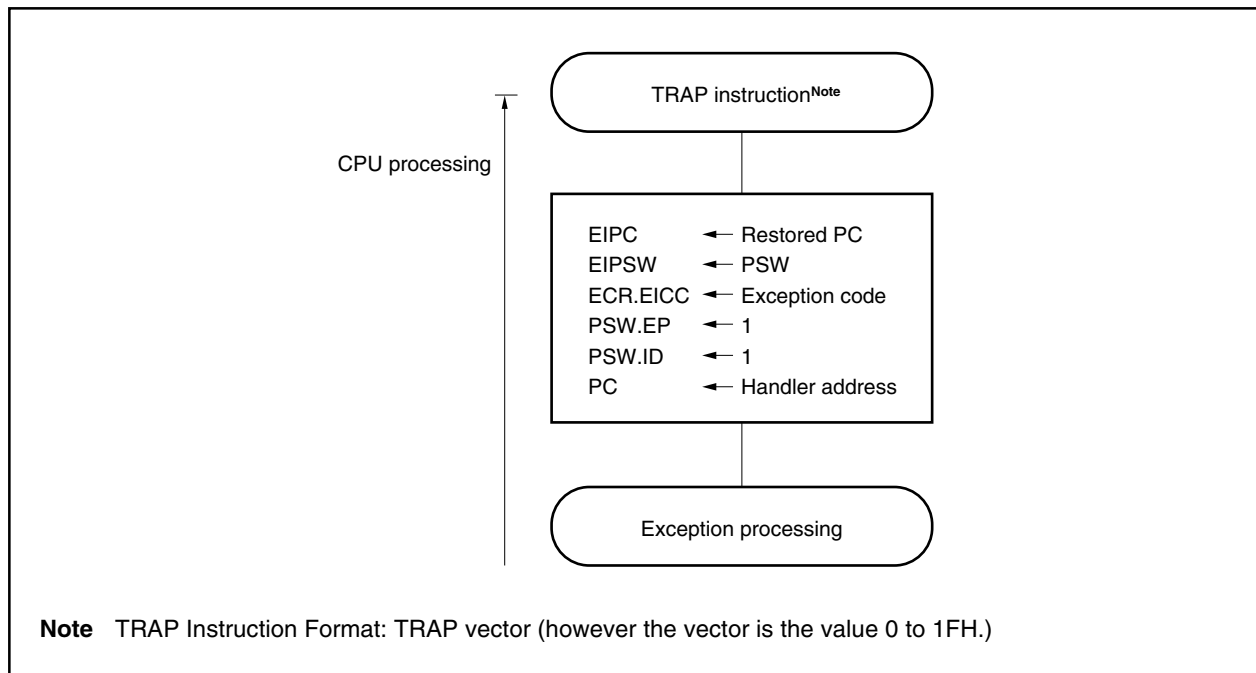 TRAP instructionNote
CPU processing
EIPC ← Restored PC
EIPSW ← PSW
ECR.EICC ← Exception code
PSW.EP ← 1
PSW.ID ← 1
PC ← Handler address
Exception processing
Note TRAP Instruction Format: TRAP vector (however the vector is the value 0 to 1FH.)